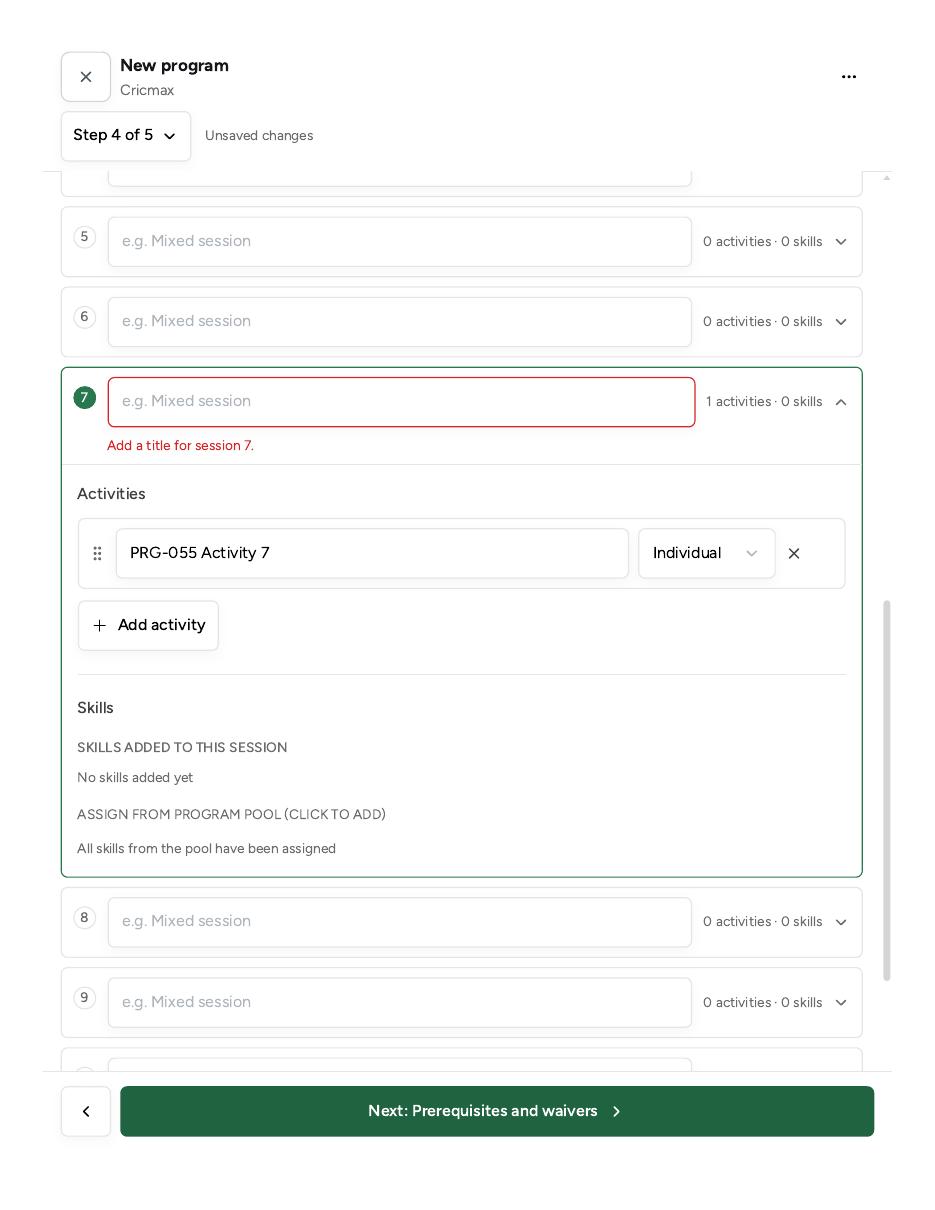 New program
Cricmax
Step 4 of 5
Unsaved changes
5
e.g. Mixed session
0 activities · 0 skills
6
e.g. Mixed session
0 activities · 0 skills
7
e.g. Mixed session
1 activities · 0 skills
Add a title for session 7.
Activities
PRG-055 Activity 7
Individual
Add activity
Skills
SKILLS ADDED TO THIS SESSION
No skills added yet
ASSIGN FROM PROGRAM POOL (CLICK TO ADD)
All skills from the pool have been assigned
8
e.g. Mixed session
0 activities · 0 skills
9
e.g. Mixed session
0 activities · 0 skills
Next: Prerequisites and waivers